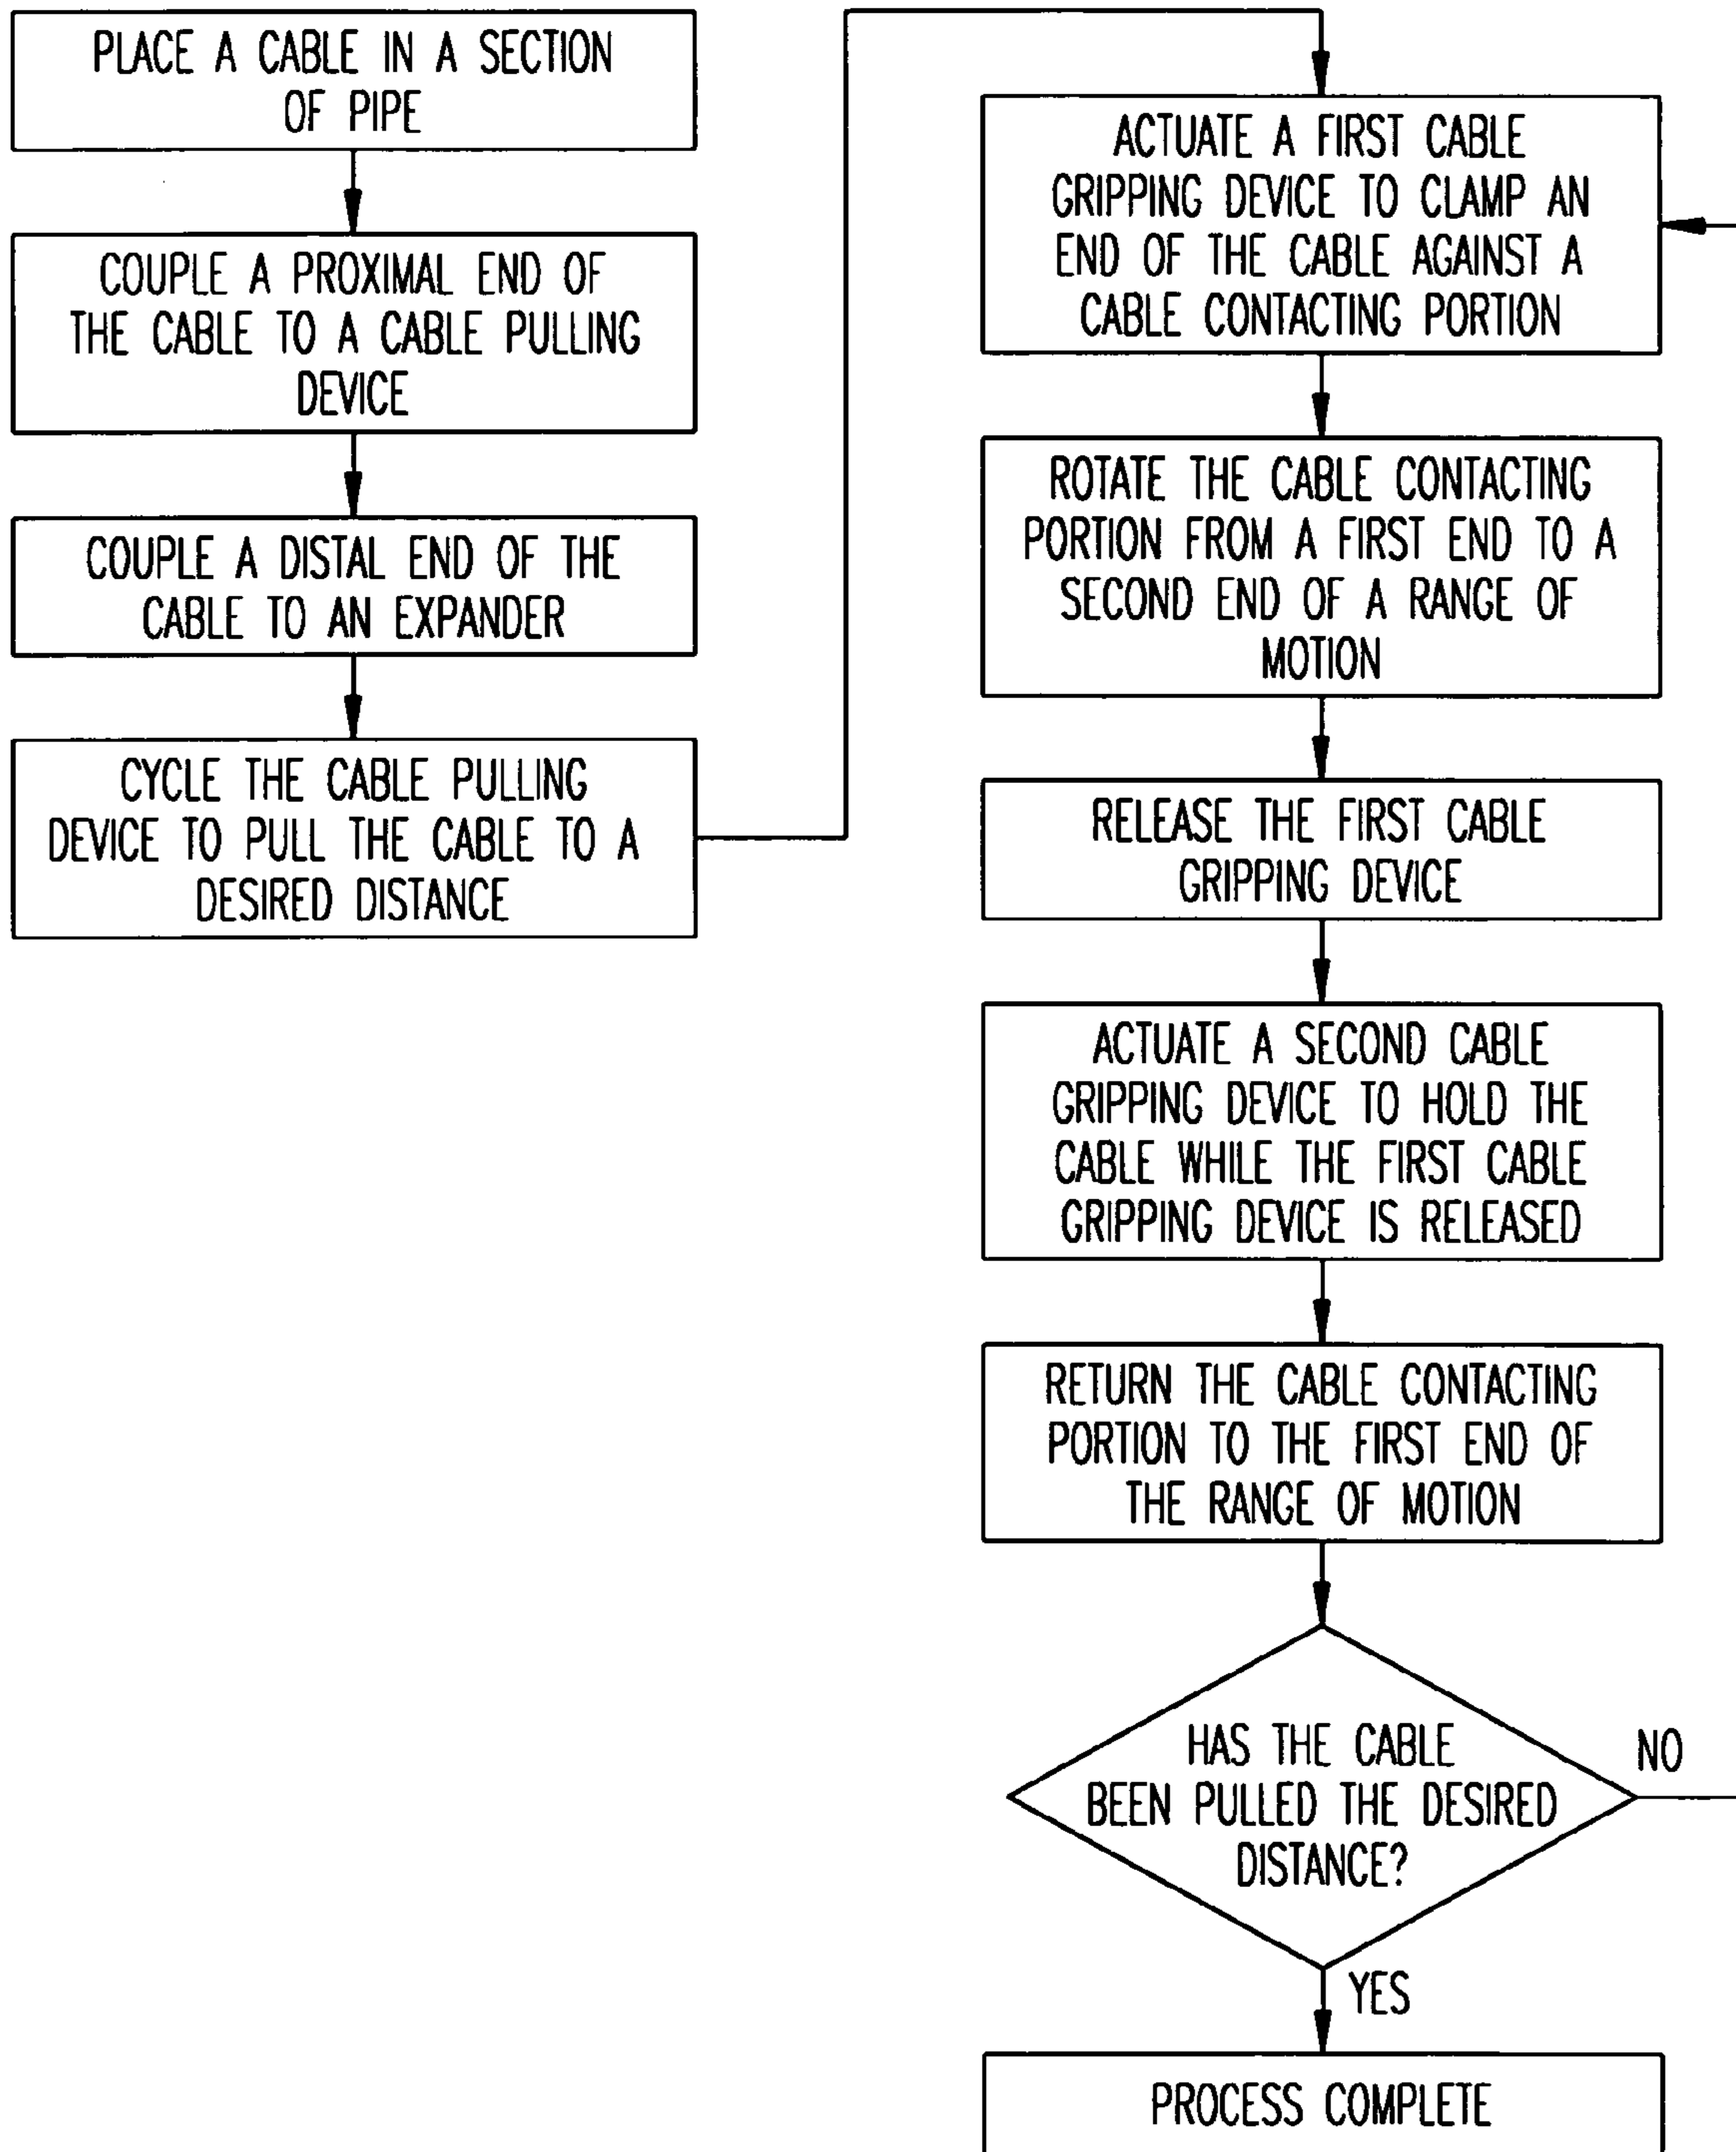 PLACE A CABLE IN A SECTION
OF PIPE
COUPLE A PROXIMAL END OF
THE CABLE TO A CABLE PULLING
DEVICE
COUPLE A DISTAL END OF THE
CABLE TO AN EXPANDER
CYCLE THE CABLE PULLING
DEVICE TO PULL THE CABLE TO A
DESIRED DISTANCE
ACTUATE A FIRST CABLE
GRIPPING DEVICE TO CLAMP AN
END OF THE CABLE AGAINST A
CABLE CONTACTING PORTION
ROTATE THE CABLE CONTACTING
PORTION FROM A FIRST END TO A
SECOND END OF A RANGE OF
MOTION
RELEASE THE FIRST CABLE
GRIPPING DEVICE
ACTUATE A SECOND CABLE
GRIPPING DEVICE TO HOLD THE
CABLE WHILE THE FIRST CABLE
GRIPPING DEVICE IS RELEASED
RETURN THE CABLE CONTACTING
PORTION TO THE FIRST END OF
THE RANGE OF MOTION
HAS THE CABLE
BEEN PULLED THE DESIRED
DISTANCE?
NO
YES
PROCESS COMPLETE